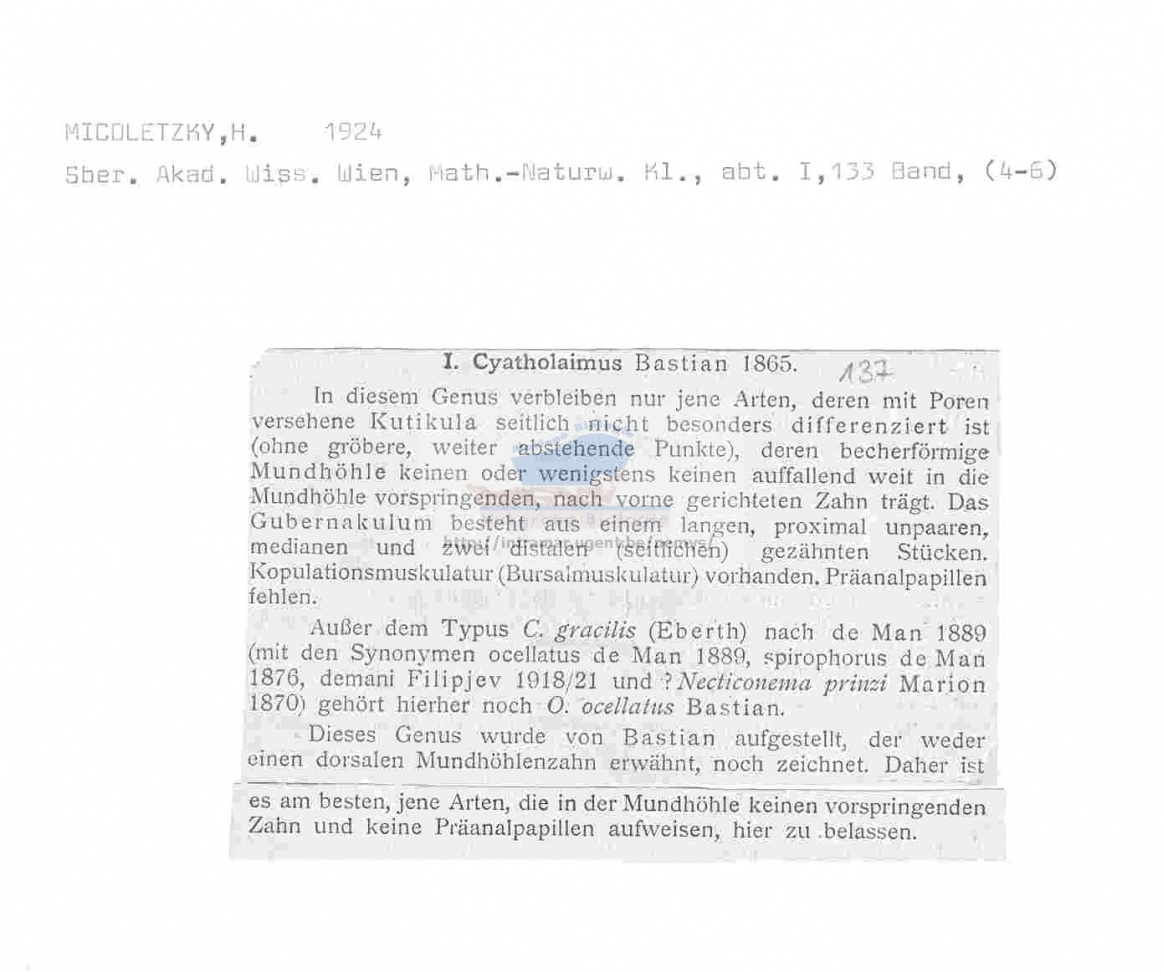 MICOLETZKY,H. 1924
Sber. Akad. Wiss. Wien, Math.-Naturw. Kl., abt. I,133 Band, (4-6)
I. Cyatholaimus Bastian 1865. 137
In diesem Genus verbleiben nur jene Arten, deren mit Poren
versehene Kutikula seitlich nicht besonders differenziert ist
(ohne gröbere, weiter abstehende Punkte), deren becherförmige
Mundhöhle keinen oder wenigstens keinen auffallend weit in die
Mundhöhle vorspringenden, nach vorne gerichteten Zahn trägt. Das
Gubernakulum besteht aus einem langen, proximal unpaaren,
medianen und zwei distalen (seitlichen) gezähnten Stücken.
http://intramar.ugent.be/nemys/
Kopulationsmuskulatur (Bursalmuskulatur) vorhanden. Präanalpapillen
fehlen.
Außer dem Typus C. gracilis (Eberth) nach de Man 1889
(mit den Synonymen ocellatus de Man 1889, spirophorus de Man
1876, demani Filipjev 1918/21 und ? Necticonema prinzi Marion
1870) gehört hierher noch O. ocellatus Bastian.
Dieses Genus wurde von Bastian aufgestellt, der weder
einen dorsalen Mundhöhlenzahn erwähnt, noch zeichnet. Daher ist
es am besten, jene Arten, die in der Mundhöhle keinen vorspringenden
Zahn und keine Präanalpapillen aufweisen, hier zu belassen.